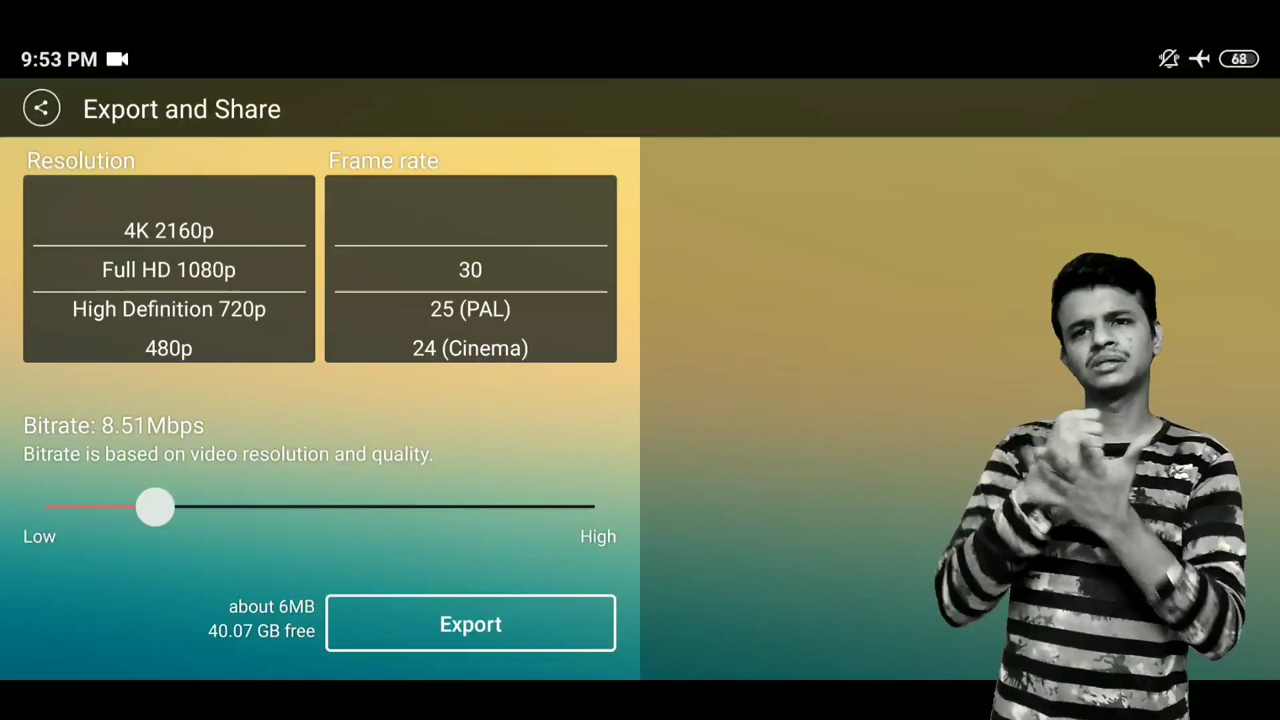 9:53 PM
68
Export and Share
Resolution
Frame rate
4K 2160p
Full HD 1080p
High Definition 720p
480p
30
25 (PAL)
24 (Cinema)
Bitrate: 8.51Mbps
Bitrate is based on video resolution and quality.
Low
High
about 6MB
40.07 GB free
Export